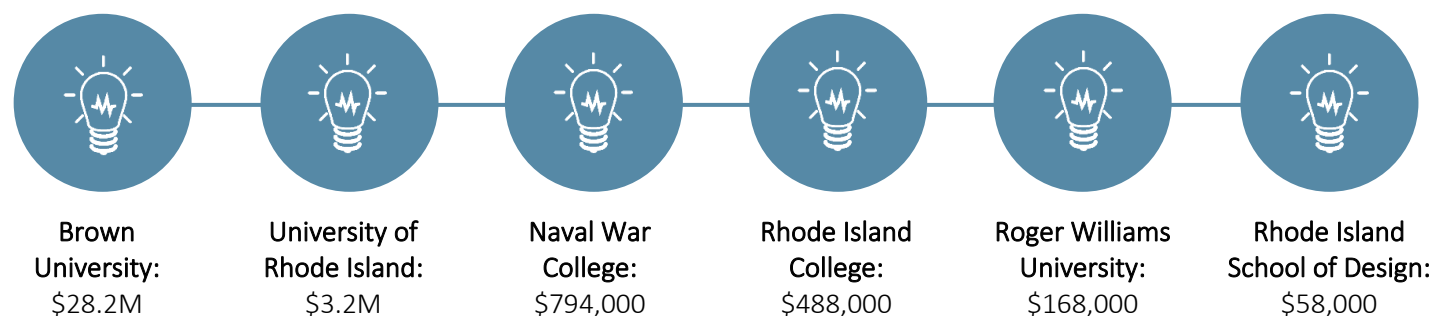 Brown
University:
$28.2M
University of
Rhode Island:
$3.2M
Naval War
College:
$794,000
Rhode Island
College:
$488,000
Roger Williams
University:
$168,000
Rhode Island
School of Design:
$58,000